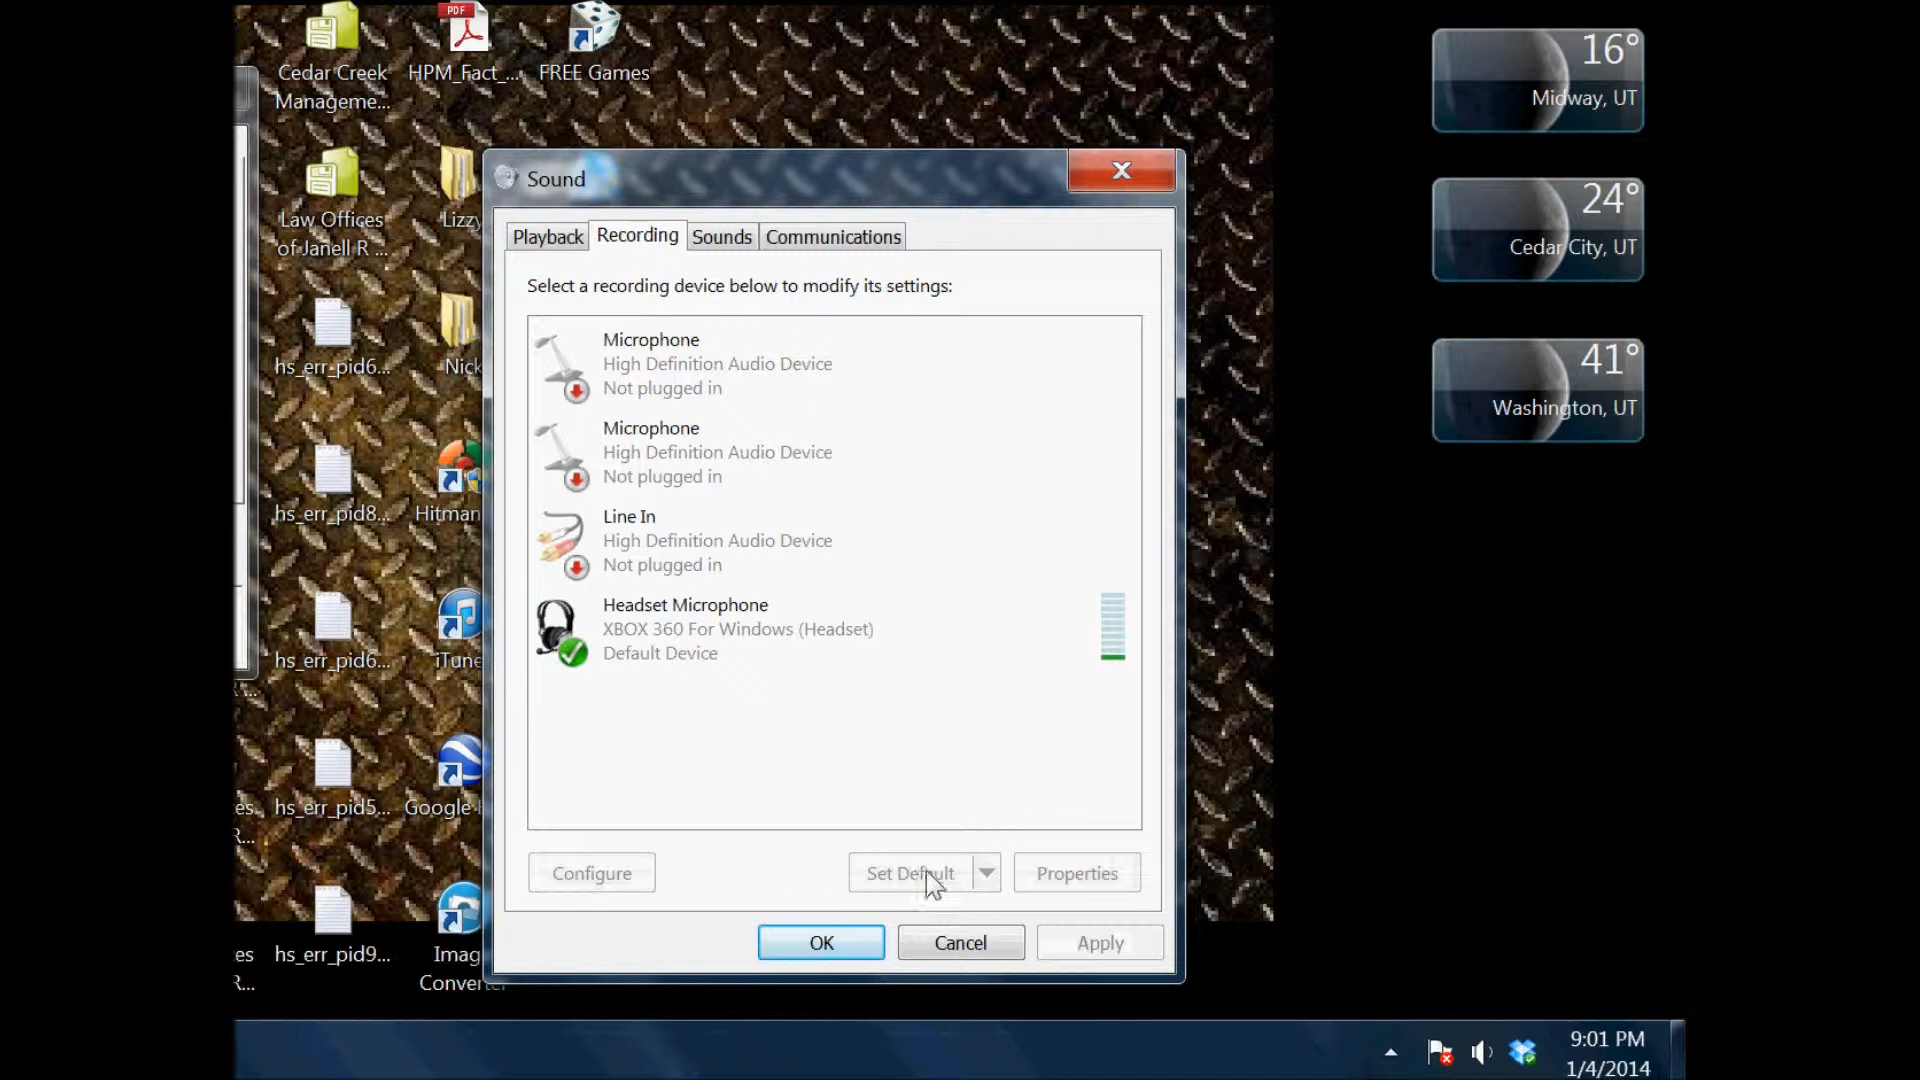 Cedar Creek
Manageme...
PDF
HPM_Fact_...
FREE Games
Law Offices
of Janell R ...
Lizzy
hs_err_pid6...
Nick
hs_err_pid8...
Hitman
hs_err_pid6...
iTune
hs_err_pid5...
Google
hs_err_pid9...
Imag
Converter
es
R...
tes
R...
Sound
Playback
Recording
Sounds
Communications
Select a recording device below to modify its settings:
Microphone
High Definition Audio Device
Not plugged in
Microphone
High Definition Audio Device
Not plugged in
Line In
High Definition Audio Device
Not plugged in
Headset Microphone
XBOX 360 For Windows (Headset)
Default Device
Configure
Set Default
Properties
OK
Cancel
Apply
16°
Midway, UT
24°
Cedar City, UT
41°
Washington, UT
9:01 PM
1/4/2014